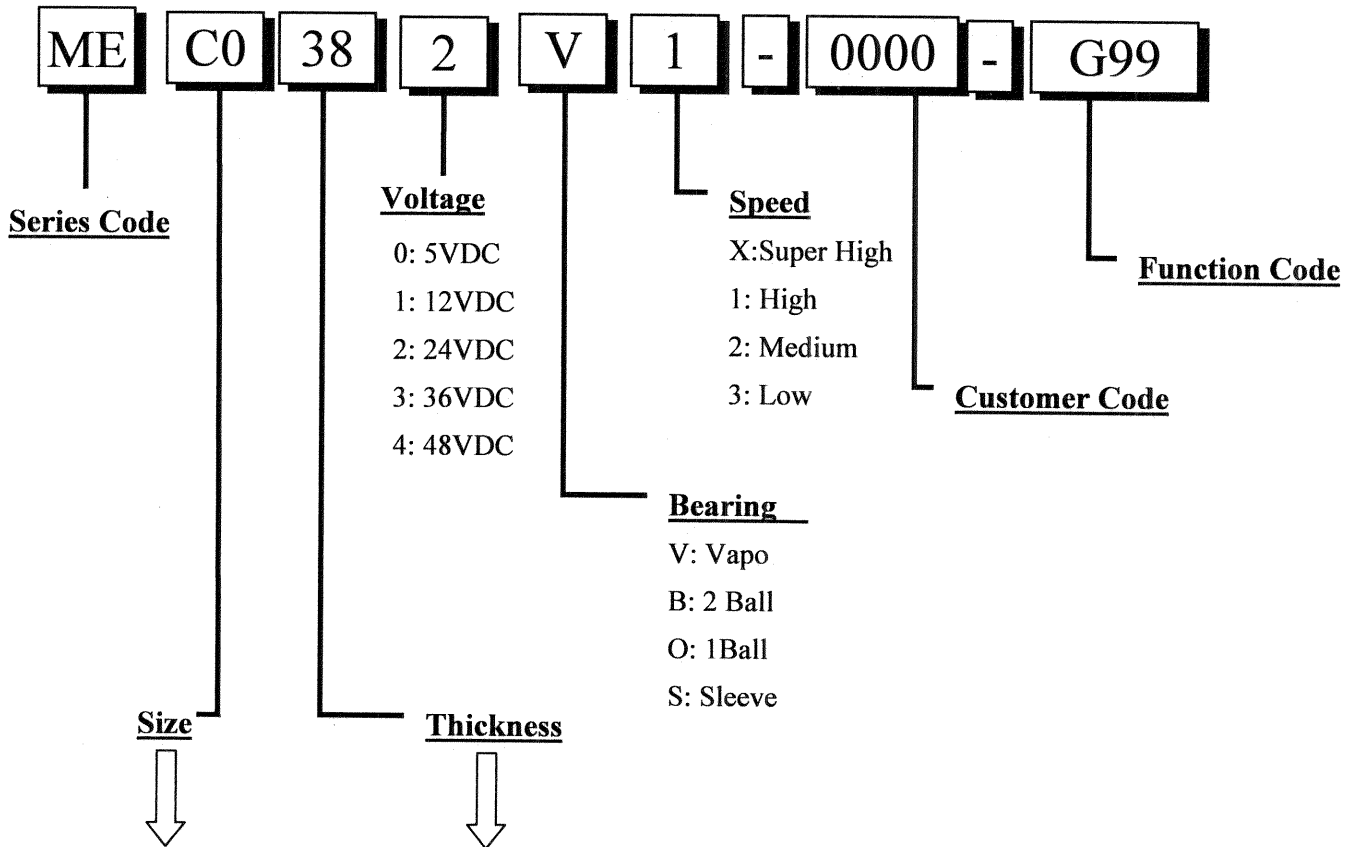 ME C0 38 2 V 1 - 0000 - G99
Series Code
Voltage
0: 5VDC
1: 12VDC
2: 24VDC
3: 36VDC
4: 48VDC
Speed
X:Super High
1: High
2: Medium
3: Low
Function Code
Customer Code
Bearing
V: Vapo
B: 2 Ball
O: 1Ball
S: Sleeve
Size
Thickness